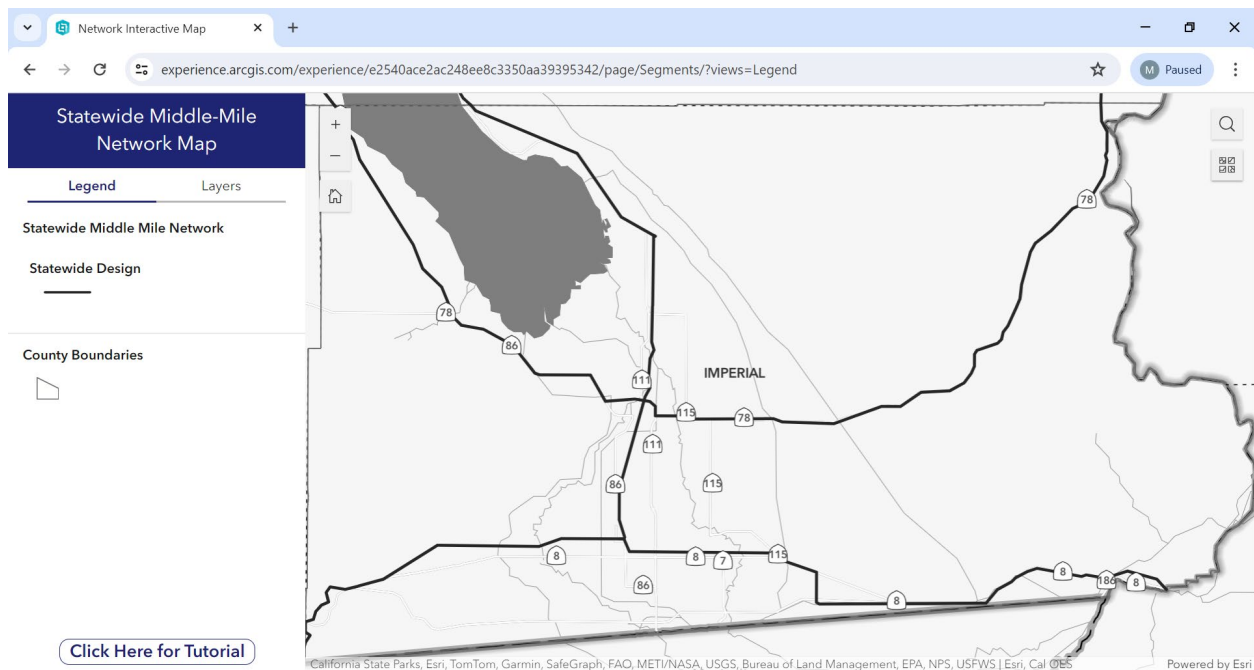 Network Interactive Map
experience.arcgis.com/experience/e2540ace2ac248ee8c3350aa39395342/page/Segments/?views=Legend
M Paused
Statewide Middle-Mile
Network Map
Legend Layers
Statewide Middle Mile Network
Statewide Design
County Boundaries
Click Here for Tutorial
78
78
86
111
IMPERIAL
115
78
111
86
115
8
8
7
115
86
8
8
186
8
California State Parks, Esri, TomTom, Garmin, SafeGraph, FAO, METI/NASA, USGS, Bureau of Land Management, EPA, NPS, USFWS | Esri, Cal OES
Powered by Esri